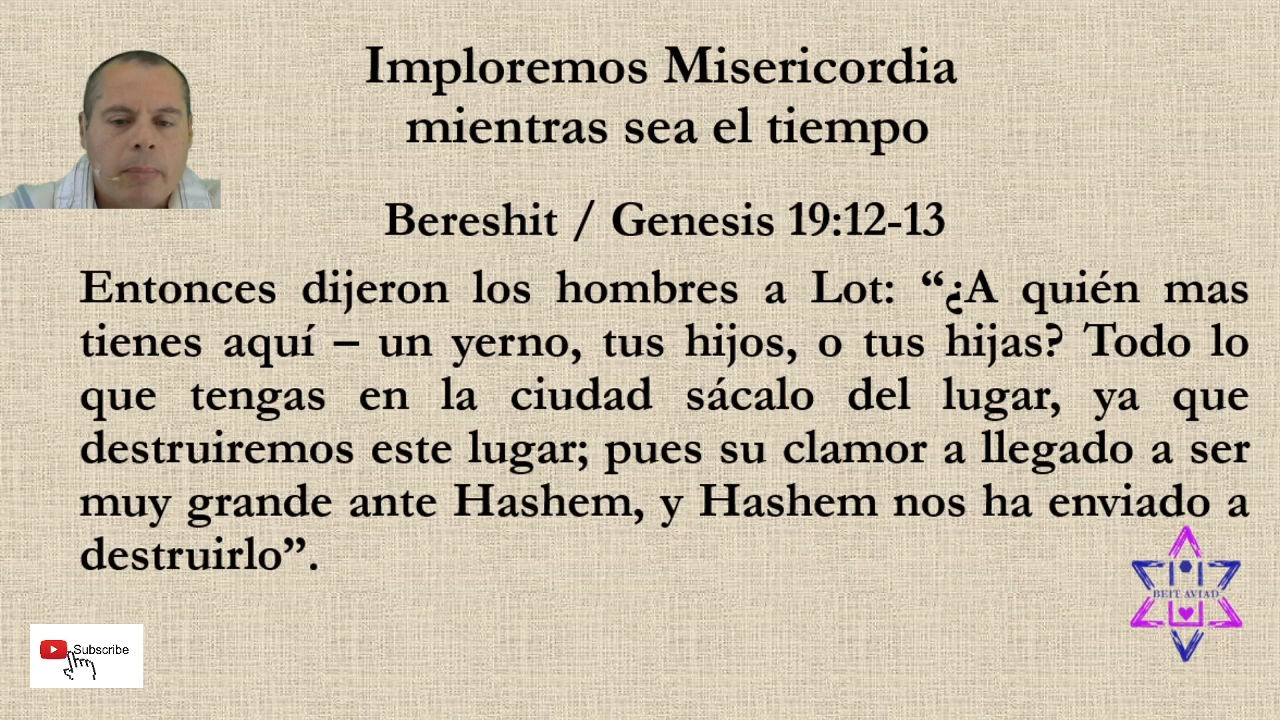 Imploremos Misericordia
mientras sea el tiempo
Bereshit / Genesis 19:12-13
Entonces dijeron los hombres a Lot: “¿A quién mas
tienes aquí – un yerno, tus hijos, o tus hijas? Todo lo
que tengas en la ciudad sácalo del lugar, ya que
destruiremos este lugar; pues su clamor a llegado a ser
muy grande ante Hashem, y Hashem nos ha enviado a
destruirlo”.
BEIT AVIAD
Subscribe